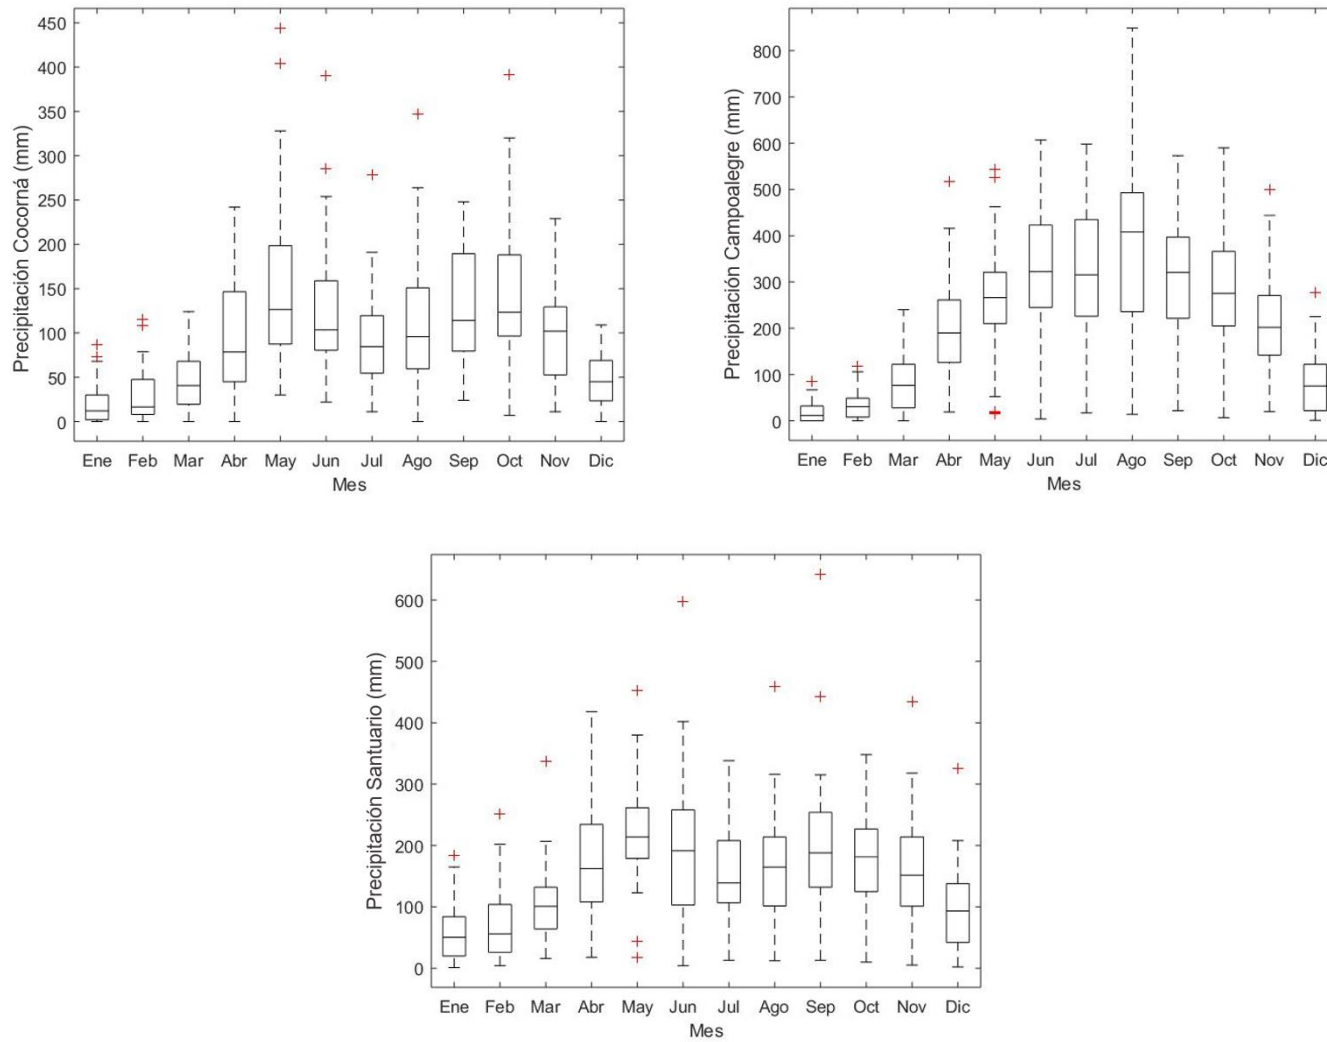 Precipitación Cocorná (mm)
450
400
350
300
250
200
150
100
50
0
Ene Feb Mar Abr May Jun Jul Ago Sep Oct Nov Dic
Mes
Precipitación Campoalegre (mm)
800
700
600
500
400
300
200
100
0
Ene Feb Mar Abr May Jun Jul Ago Sep Oct Nov Dic
Mes
Precipitación Santuario (mm)
600
500
400
300
200
100
0
Ene Feb Mar Abr May Jun Jul Ago Sep Oct Nov Dic
Mes